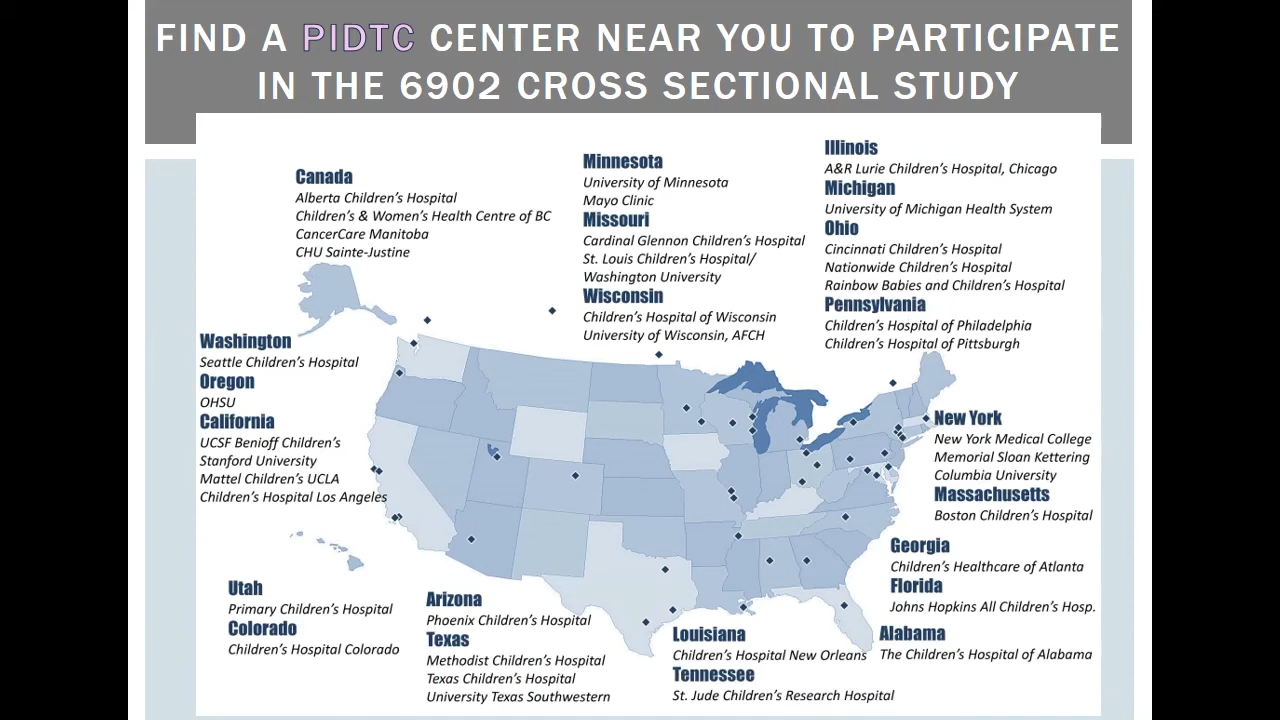 FIND A PIDTC CENTER NEAR YOU TO PARTICIPATE
IN THE 6902 CROSS SECTIONAL STUDY
Canada
Alberta Children's Hospital
Children's & Women's Health Centre of BC
CancerCare Manitoba
CHU Sainte-Justine
Minnesota
University of Minnesota
Mayo Clinic
Missouri
Cardinal Glennon Children's Hospital
St. Louis Children's Hospital/
Washington University
Wisconsin
Children's Hospital of Wisconsin
University of Wisconsin, AFCH
Illinois
A&R Lurie Children's Hospital, Chicago
Michigan
University of Michigan Health System
Ohio
Cincinnati Children's Hospital
Nationwide Children's Hospital
Rainbow Babies and Children's Hospital
Pennsylvania
Children's Hospital of Philadelphia
Children's Hospital of Pittsburgh
Washington
Seattle Children's Hospital
Oregon
OHSU
California
UCSF Benioff Children's
Stanford University
Mattel Children's UCLA
Children's Hospital Los Angeles
New York
New York Medical College
Memorial Sloan Kettering
Columbia University
Massachusetts
Boston Children's Hospital
Georgia
Children's Healthcare of Atlanta
Florida
Johns Hopkins All Children's Hosp.
Alabama
The Children's Hospital of Alabama
Utah
Primary Children's Hospital
Colorado
Children's Hospital Colorado
Arizona
Phoenix Children's Hospital
Texas
Methodist Children's Hospital
Texas Children's Hospital
University Texas Southwestern
Louisiana
Children's Hospital New Orleans
Tennessee
St. Jude Children's Research Hospital